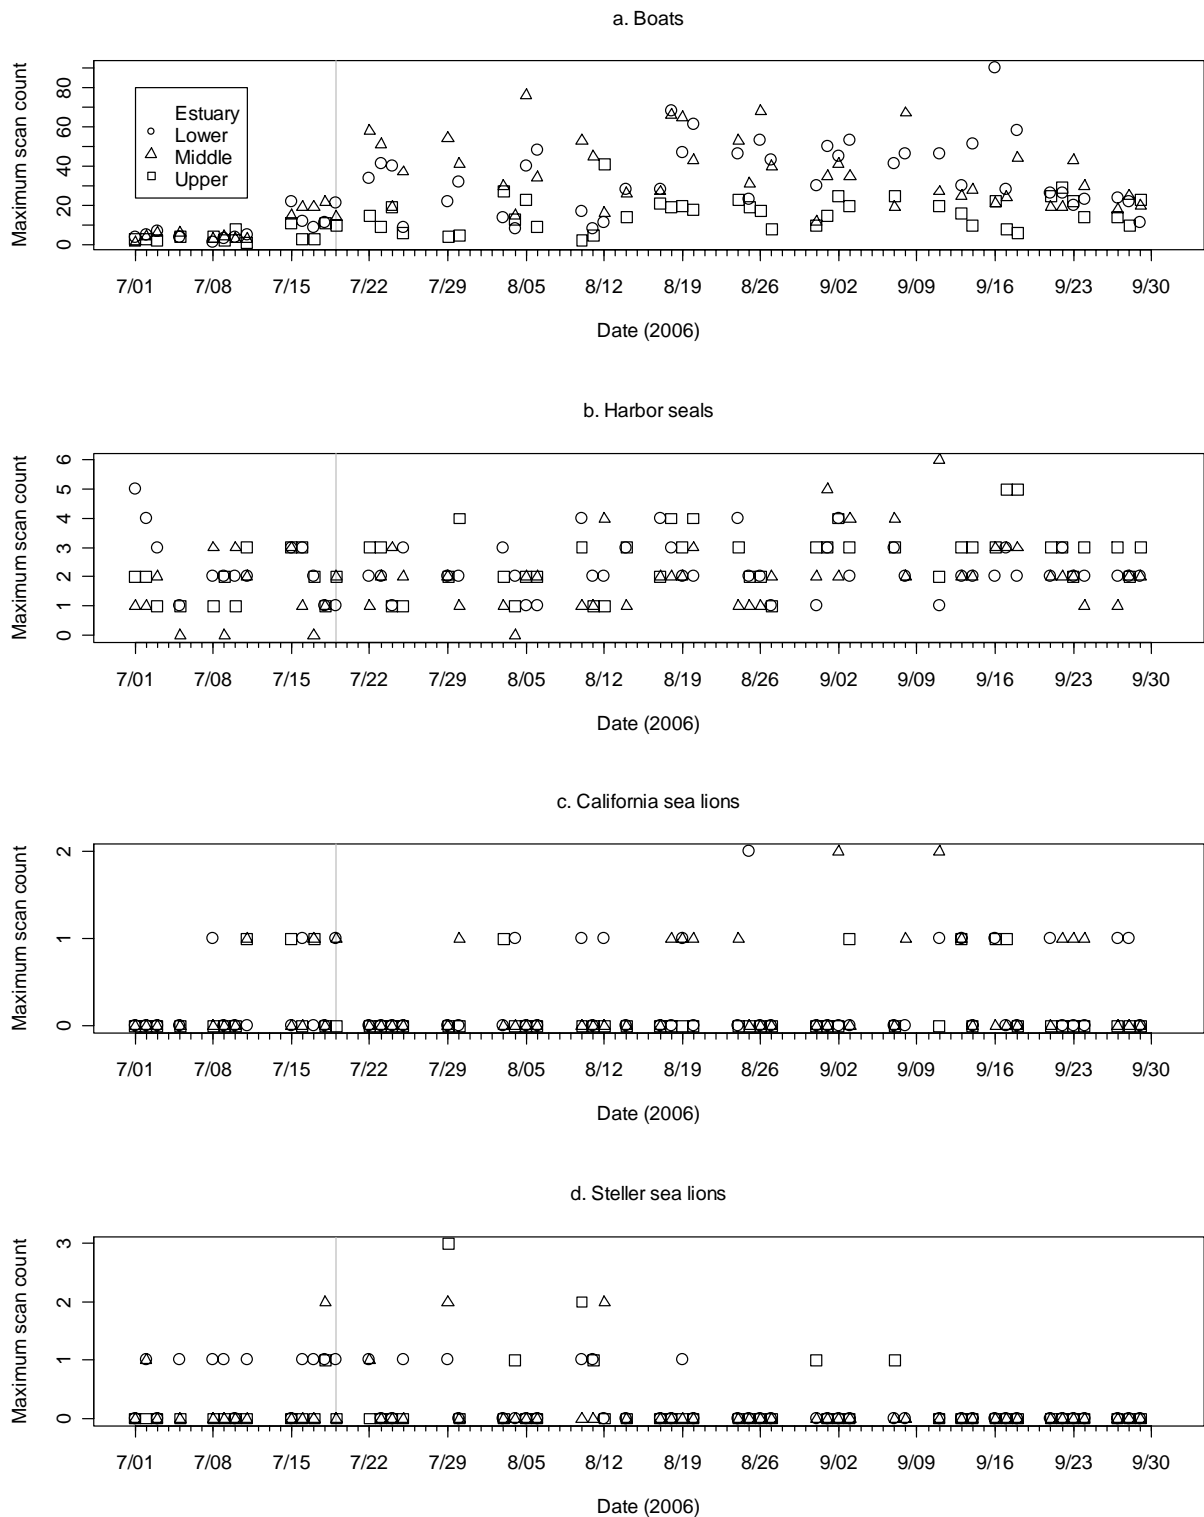 a. Boats
Maximum scan count
0 20 40 60 80
Estuary
Lower
Middle
Upper
7/01 7/08 7/15 7/22 7/29 8/05 8/12 8/19 8/26 9/02 9/09 9/16 9/23 9/30
Date (2006)
b. Harbor seals
Maximum scan count
0 1 2 3 4 5 6
7/01 7/08 7/15 7/22 7/29 8/05 8/12 8/19 8/26 9/02 9/09 9/16 9/23 9/30
Date (2006)
c. California sea lions
Maximum scan count
0 1 2
7/01 7/08 7/15 7/22 7/29 8/05 8/12 8/19 8/26 9/02 9/09 9/16 9/23 9/30
Date (2006)
d. Steller sea lions
Maximum scan count
0 1 2 3
7/01 7/08 7/15 7/22 7/29 8/05 8/12 8/19 8/26 9/02 9/09 9/16 9/23 9/30
Date (2006)